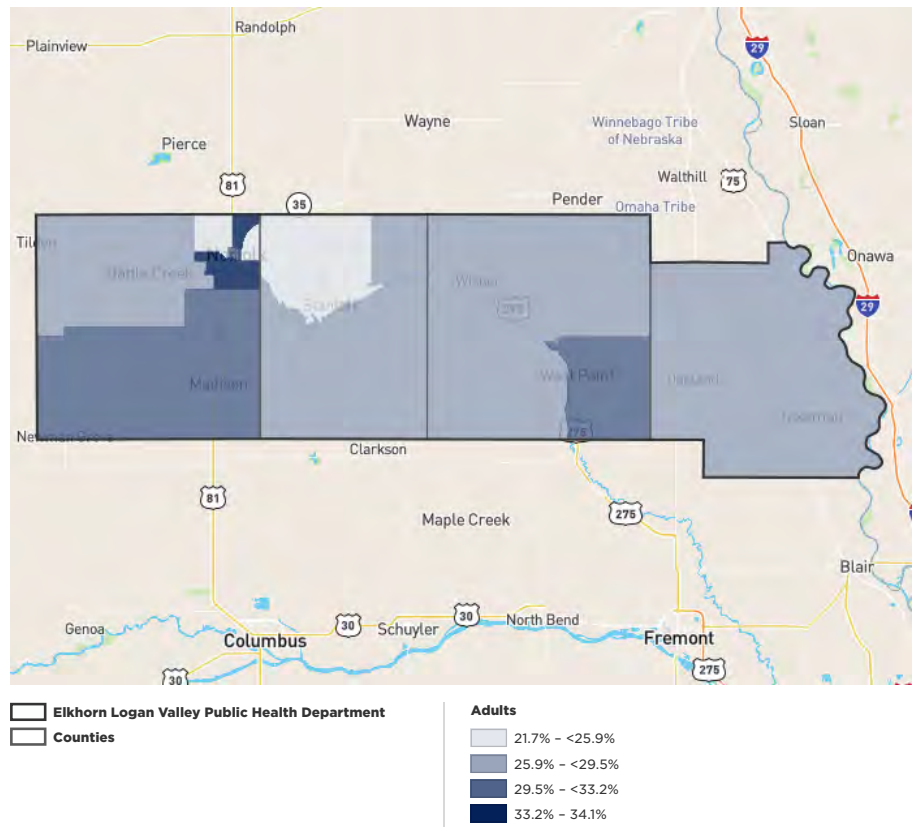 Randolph
Plainview
29
Wayne
Winnebago Tribe
of Nebraska
Sloan
Pierce
Walthill
81
75
35
Pender
Omaha Tribe
Norfolk
Battle Creek
Onawa
Wisner
Stanton
275
29
Madison
West Point
Oakland
Newman Grove
275
Clarkson
81
Maple Creek
275
Blair
Genoa
Columbus
30
Schuyler
30
North Bend
Fremont
275
30
Elkhorn Logan Valley Public Health Department
Counties
Adults
21.7% – <25.9%
25.9% – <29.5%
29.5% – <33.2%
33.2% – 34.1%